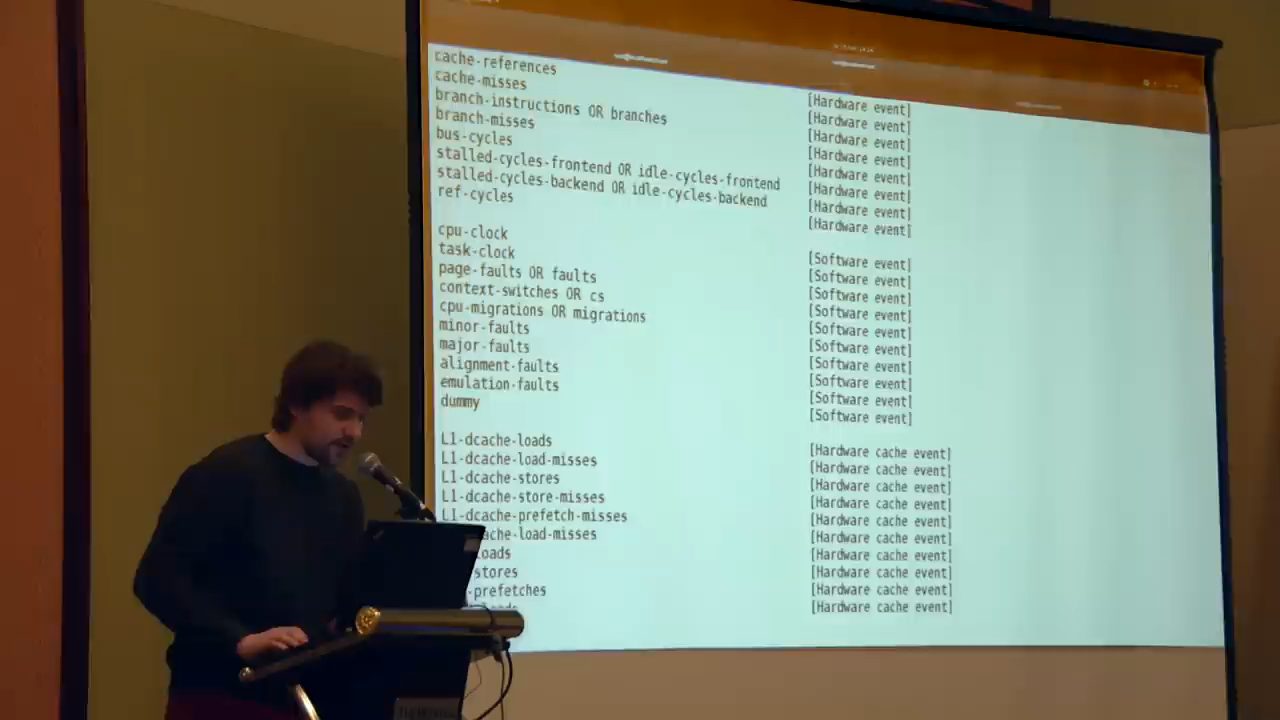 cache-references [Hardware event]
cache-misses [Hardware event]
branch-instructions OR branches [Hardware event]
branch-misses [Hardware event]
bus-cycles [Hardware event]
stalled-cycles-frontend OR idle-cycles-frontend [Hardware event]
stalled-cycles-backend OR idle-cycles-backend [Hardware event]
ref-cycles [Hardware event]
cpu-clock [Software event]
task-clock [Software event]
page-faults OR faults [Software event]
context-switches OR cs [Software event]
cpu-migrations OR migrations [Software event]
minor-faults [Software event]
major-faults [Software event]
alignment-faults [Software event]
emulation-faults [Software event]
dummy [Software event]
L1-dcache-loads [Hardware cache event]
L1-dcache-load-misses [Hardware cache event]
L1-dcache-stores [Hardware cache event]
L1-dcache-store-misses [Hardware cache event]
L1-dcache-prefetch-misses [Hardware cache event]
ache-load-misses [Hardware cache event]
oads [Hardware cache event]
stores [Hardware cache event]
-prefetches [Hardware cache event]
[Hardware cache event]